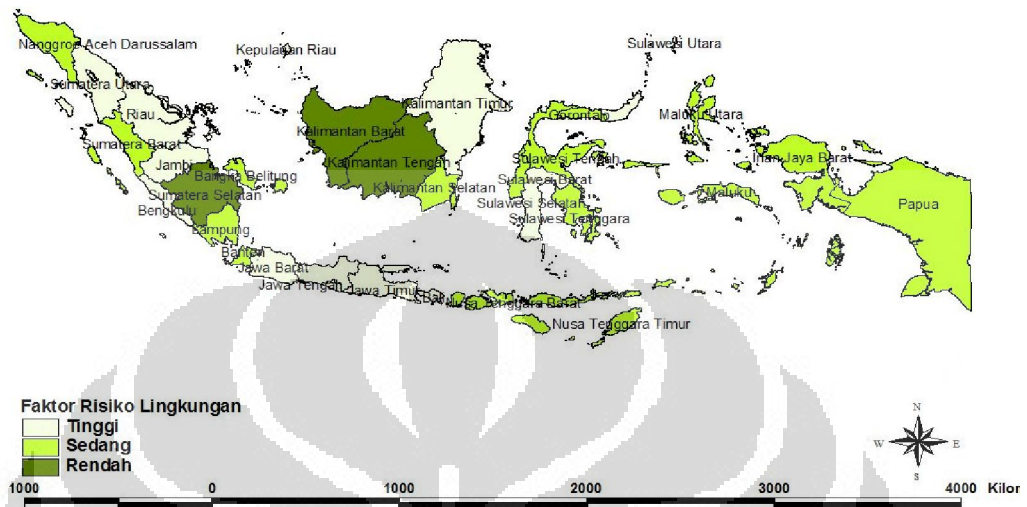 Nanggroe Aceh Darussalam
Kepulauan Riau
Sulawesi Utara
Sumatera Utara
Kalimantan Timur
Riau
Gorontalo
Maluku Utara
Kalimantan Barat
Sumatera Barat
Jambi
Kalimantan Tengah
Sulawesi Tengah
Irian Jaya Barat
Bangka Belitung
Sulawesi Barat
Kalimantan Selatan
Sumatera Selatan
Maluku
Sulawesi Selatan
Papua
Bengkulu
Sulawesi Tenggara
Lampung
Banten
Jawa Barat
Jawa Tengah
Jawa Timur
Bali
Nusa Tenggara Barat
Nusa Tenggara Timur
Faktor Risiko Lingkungan
Tinggi
Sedang
Rendah
N
W
E
S
1000 0 1000 2000 3000 4000 Kilo